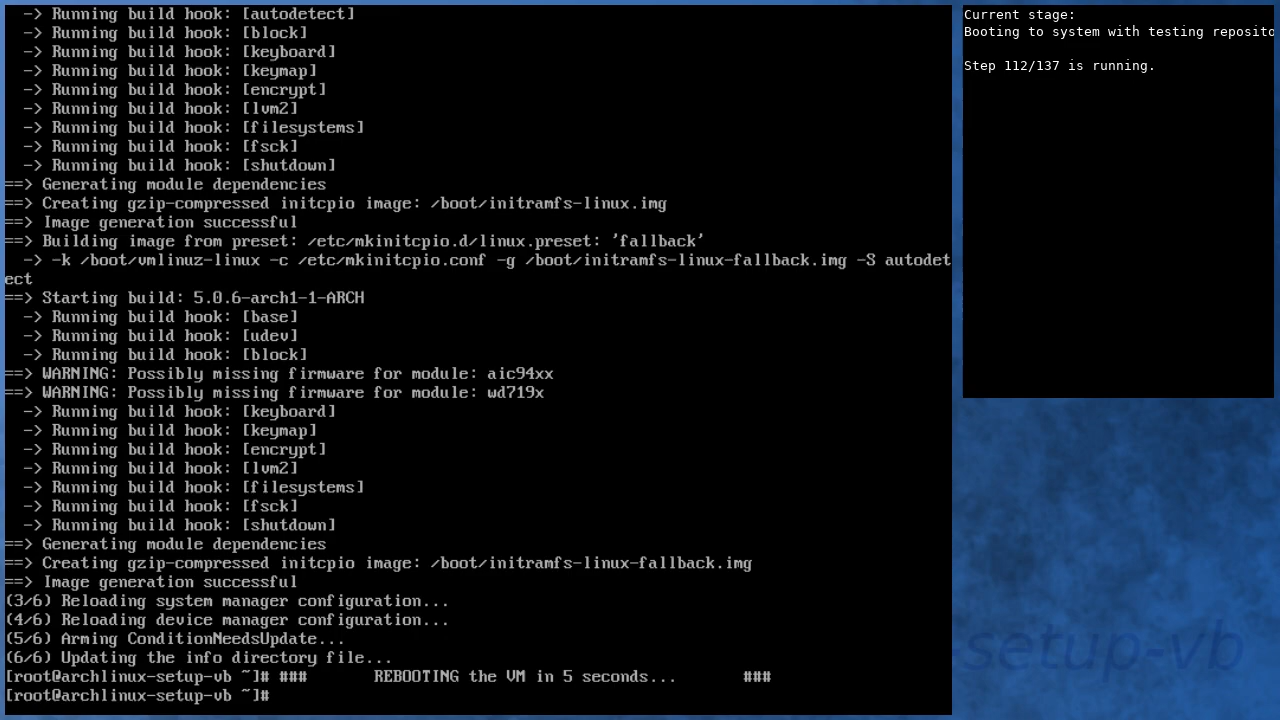 -> Running build hook: [autodetect]
-> Running build hook: [block]
-> Running build hook: [keyboard]
-> Running build hook: [keymap]
-> Running build hook: [encrypt]
-> Running build hook: [lvm2]
-> Running build hook: [filesystems]
-> Running build hook: [fsck]
-> Running build hook: [shutdown]
==> Generating module dependencies
==> Creating gzip-compressed initcpio image: /boot/initramfs-linux.img
==> Image generation successful
==> Building image from preset: /etc/mkinitcpio.d/linux.preset: 'fallback'
-> -k /boot/vmlinuz-linux -c /etc/mkinitcpio.conf -g /boot/initramfs-linux-fallback.img -S autodet
ect
==> Starting build: 5.0.6-arch1-1-ARCH
-> Running build hook: [base]
-> Running build hook: [udev]
-> Running build hook: [block]
==> WARNING: Possibly missing firmware for module: aic94xx
==> WARNING: Possibly missing firmware for module: wd719x
-> Running build hook: [keyboard]
-> Running build hook: [keymap]
-> Running build hook: [encrypt]
-> Running build hook: [lvm2]
-> Running build hook: [filesystems]
-> Running build hook: [fsck]
-> Running build hook: [shutdown]
==> Generating module dependencies
==> Creating gzip-compressed initcpio image: /boot/initramfs-linux-fallback.img
==> Image generation successful
(3/6) Reloading system manager configuration...
(4/6) Reloading device manager configuration...
(5/6) Arming ConditionNeedsUpdate...
(6/6) Updating the info directory file...
[root@archlinux-setup-vb ~]# ### REBOOTING the VM in 5 seconds... ###
[root@archlinux-setup-vb ~]#
Current stage:
Booting to system with testing reposito
Step 112/137 is running.
-setup-vb